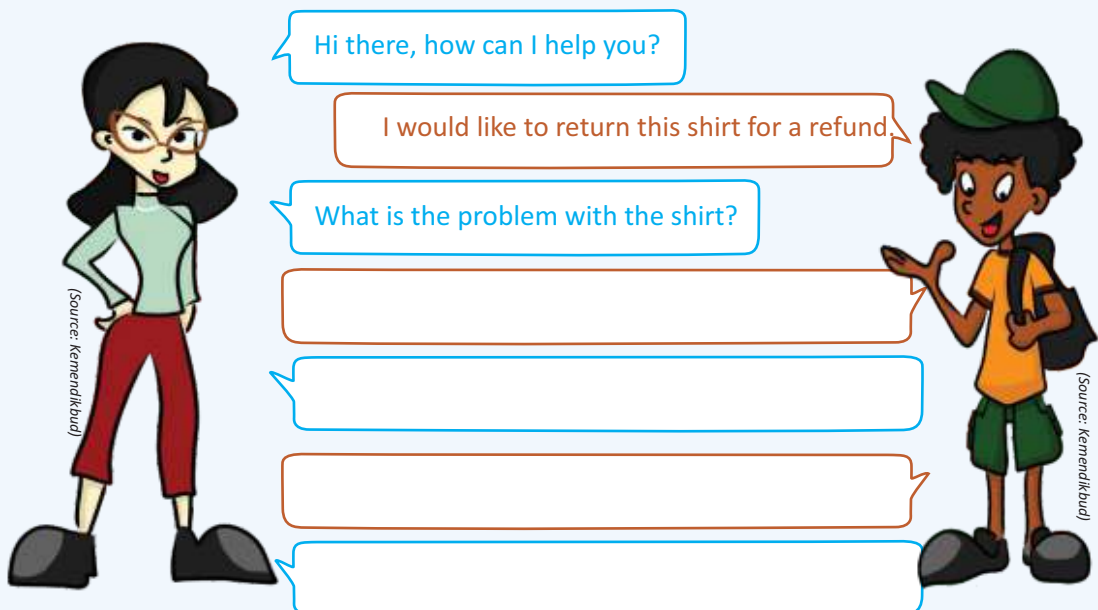 Hi there, how can I help you?
I would like to return this shirt for a refund.
What is the problem with the shirt?
(Source: Kemendikbud)
(Source: Kemendikbud)